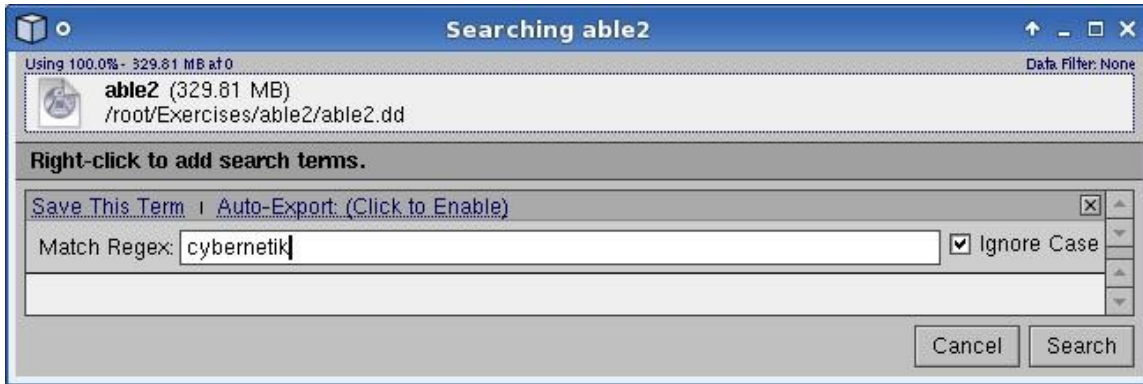 Searching able2
Using 100.0% - 329.81 MB at 0 Data Filter: None
able2 (329.81 MB)
/root/Exercises/able2/able2.dd
Right-click to add search terms.
Save This Term | Auto-Export: (Click to Enable)
Match Regex: cybernetik Ignore Case
Cancel Search